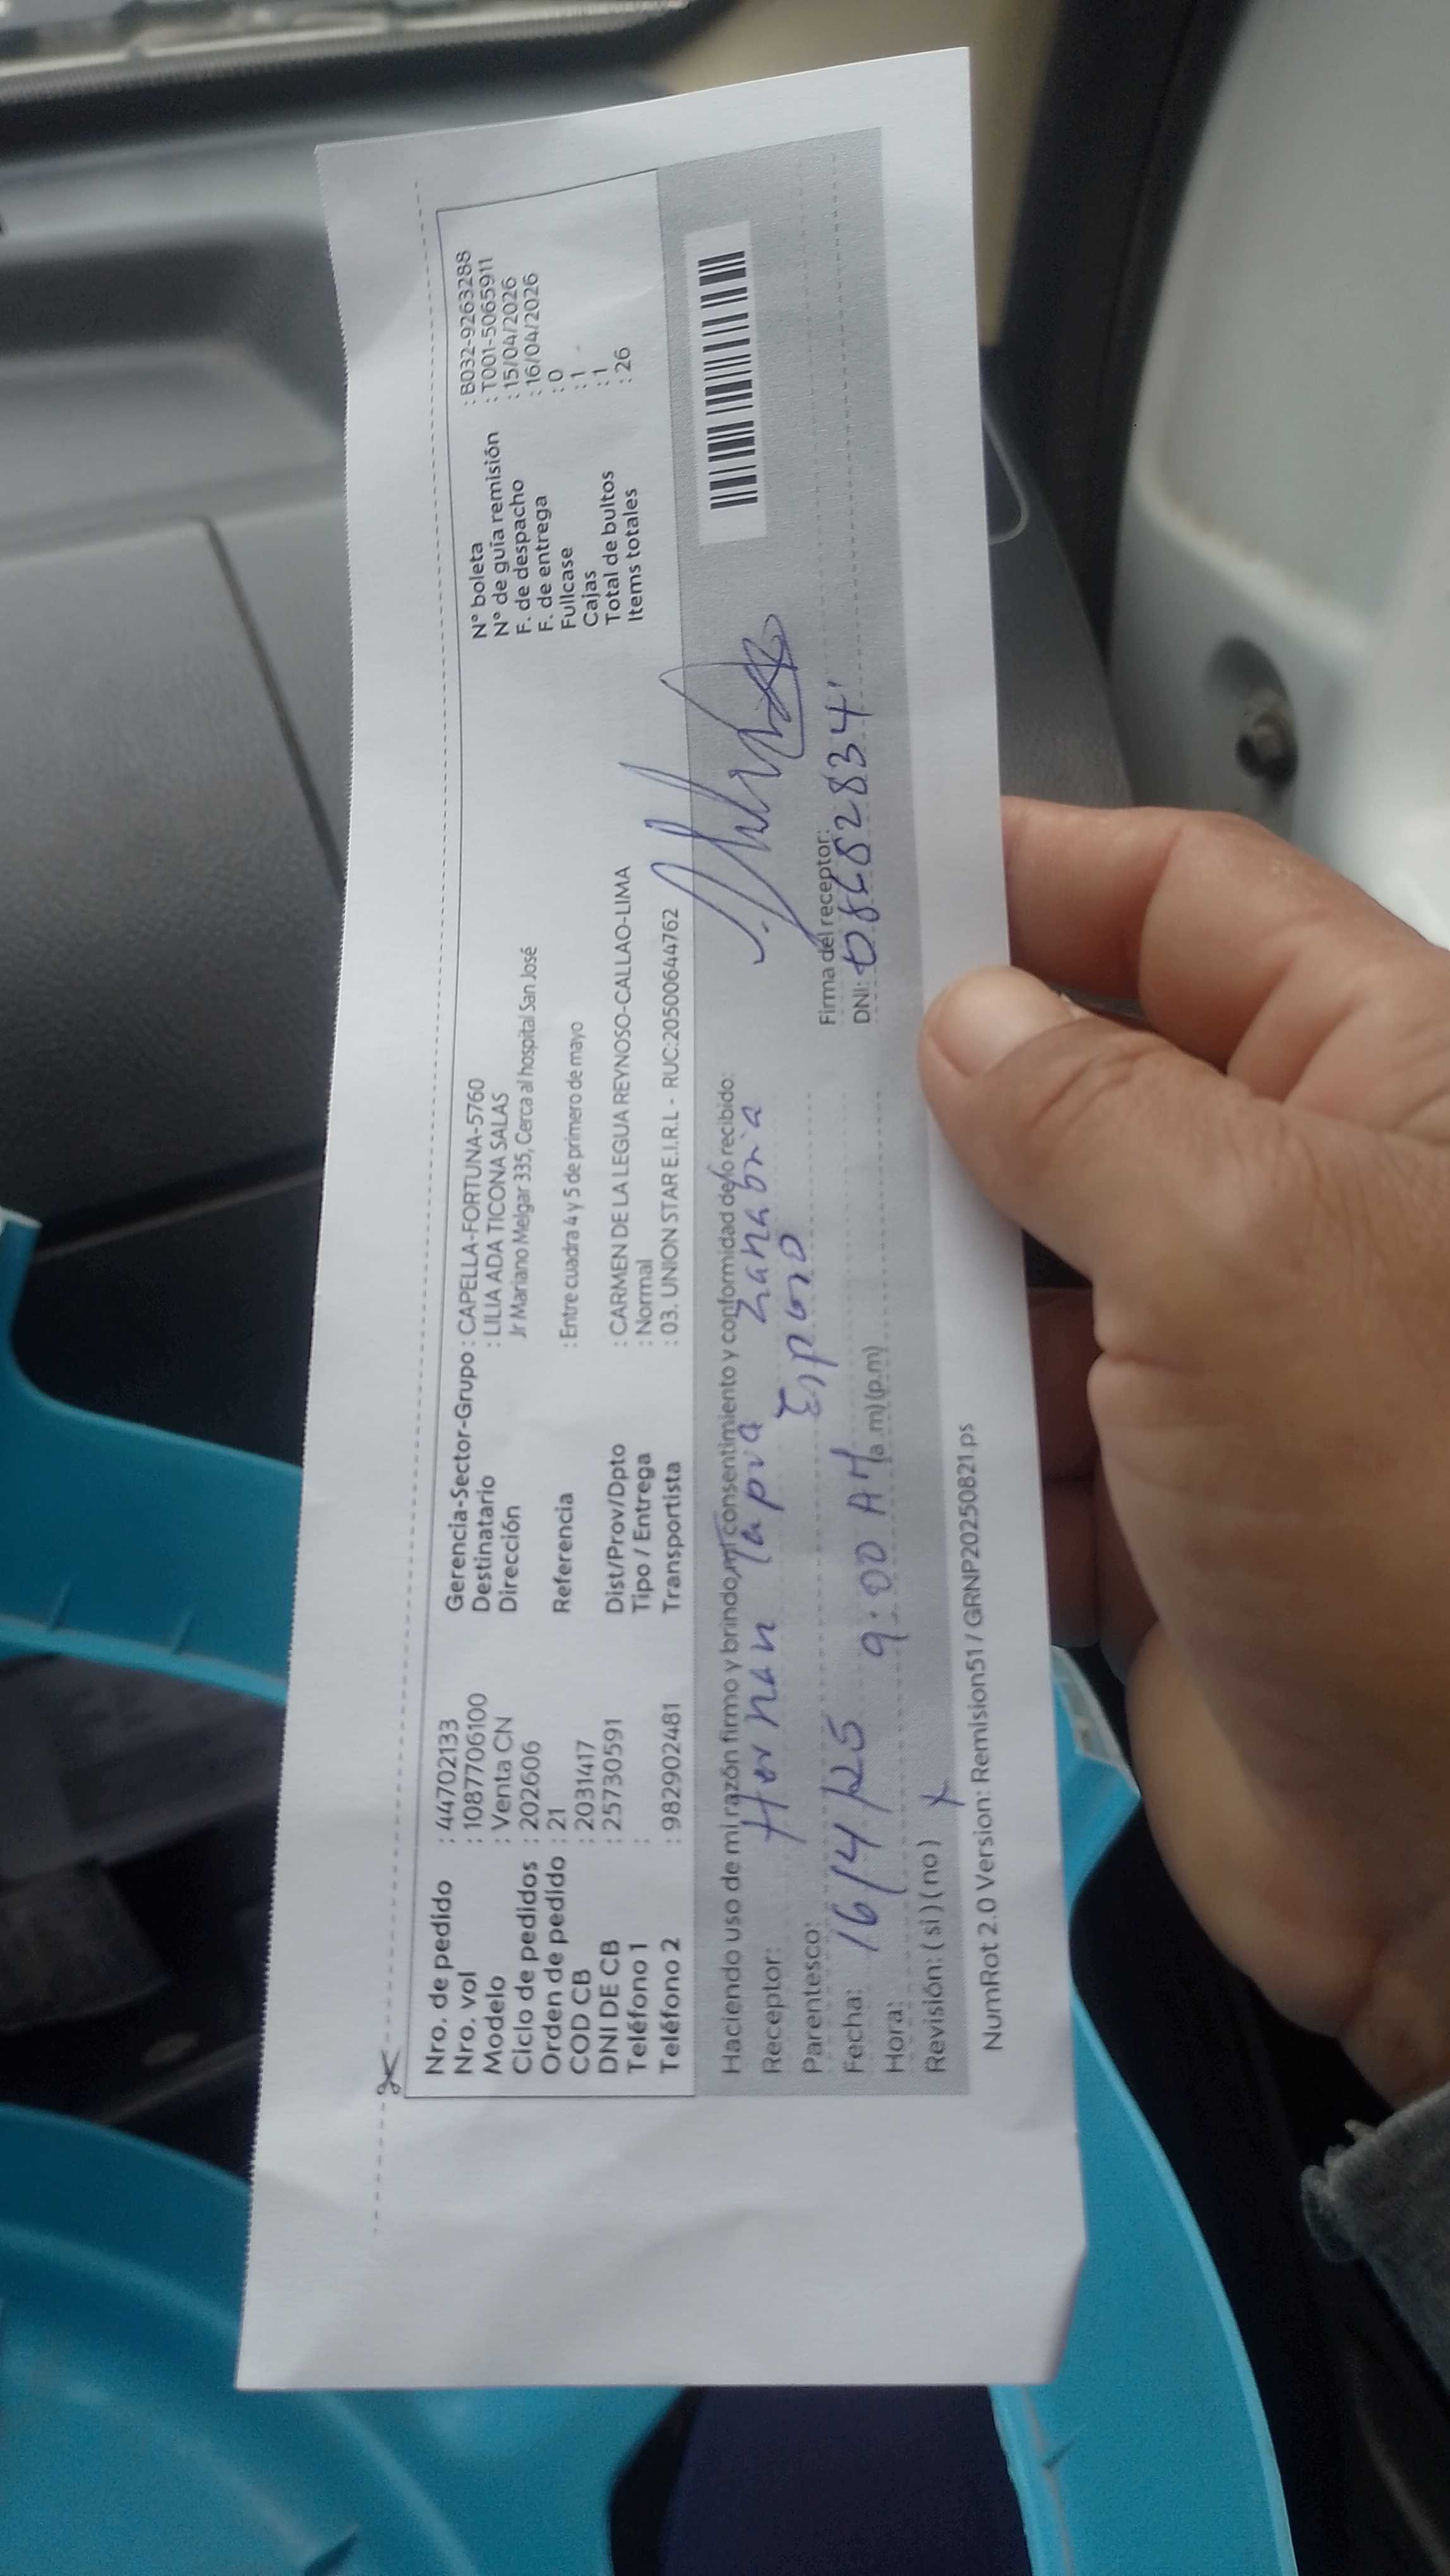 Nro. de pedido : 44702133
Nro. vol : 1087706100
Modelo : Venta CN
Ciclo de pedidos : 202606
Orden de pedido : 21
COD CB : 2031417
DNI DE CB : 25730591
Teléfono 1 :
Teléfono 2 : 982902481
Gerencia-Sector-Grupo : CAPELLA-FORTUNA-5760
Destinatario : LILIA ADA TICONA SALAS
Dirección Jr Mariano Melgar 335, Cerca al hospital San José
Referencia : Entre cuadra 4 y 5 de primero de mayo
Dist/Prov/Dpto : CARMEN DE LA LEGUA REYNOSO-CALLAO-LIMA
Tipo / Entrega : Normal
Transportista : 03. UNION STAR E.I.R.L - RUC:20500644762
N° boleta : B032-9263288
N° de guía remisión : T001-5065911
F. de despacho : 15/04/2026
F. de entrega : 16/04/2026
Fullcase : 0
Cajas : 1
Total de bultos : 1
Items totales : 26
Haciendo uso de mi razón firmo y brindo mi consentimiento y conformidad de lo recibido:
Receptor: Hernan Tapia Zanabria
Parentesco: Esposo
Fecha: 16/4/25
Hora: 9:00 AM (a.m) (p.m)
Revisión: ( si ) ( no ) x
Firma del receptor:
DNI:
NumRot 2.0 Version: Remision51 / GRNP20250821.ps